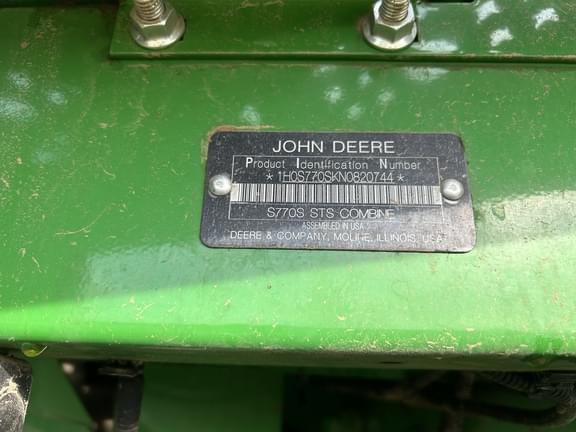 JOHN DEERE
Product Identification Number
*1H0S770SKN0820744*
S770S STS COMBINE
ASSEMBLED IN USA
DEERE & COMPANY, MOLINE, ILLINOIS, USA